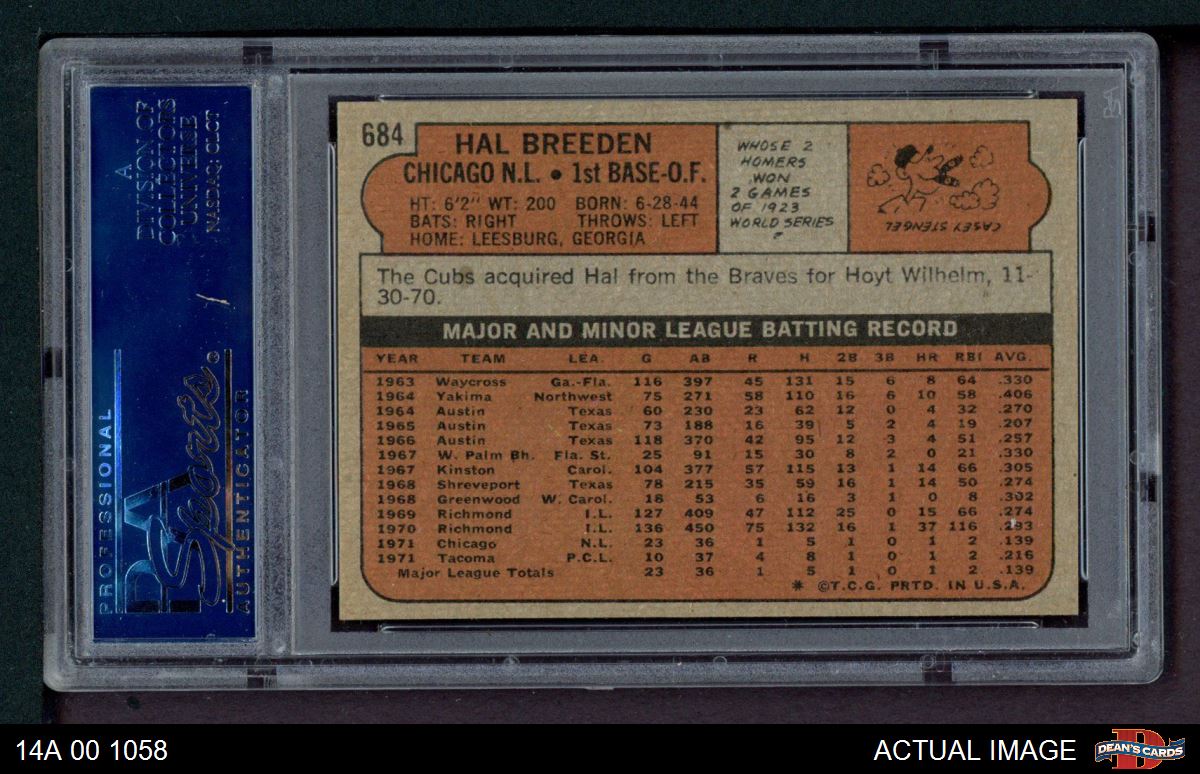 A
DIVISION OF
COLLECTORS
UNIVERSE
NASDAQ: CLCT
PROFESSIONAL
PSA
Sports®
AUTHENTICATOR
684
HAL BREEDEN
CHICAGO N.L. • 1st BASE-O.F.
HT: 6'2" WT: 200 BORN: 6-28-44
BATS: RIGHT THROWS: LEFT
HOME: LEESBURG, GEORGIA
WHOSE 2
HOMERS
WON
2 GAMES
OF 1923
WORLD SERIES
?
CASEY STENGEL
The Cubs acquired Hal from the Braves for Hoyt Wilhelm, 11-
30-70.
MAJOR AND MINOR LEAGUE BATTING RECORD
YEAR TEAM LEA. G AB R H 2B 3B HR RBI AVG.
1963 Waycross Ga.-Fla. 116 397 45 131 15 6 8 64 .330
1964 Yakima Northwest 75 271 58 110 16 6 10 58 .406
1964 Austin Texas 60 230 23 62 12 0 4 32 .270
1965 Austin Texas 73 188 16 39 5 2 4 19 .207
1966 Austin Texas 118 370 42 95 12 3 4 51 .257
1967 W. Palm Bh. Fla. St. 25 91 15 30 8 2 0 21 .330
1967 Kinston Carol. 104 377 57 115 13 1 14 66 .305
1968 Shreveport Texas 78 215 35 59 16 1 14 50 .274
1968 Greenwood W. Carol. 18 53 6 16 3 1 0 8 .302
1969 Richmond I.L. 127 409 47 112 25 0 15 66 .274
1970 Richmond I.L. 136 450 75 132 16 1 37 116 .293
1971 Chicago N.L. 23 36 1 5 1 0 1 2 .139
1971 Tacoma P.C.L. 10 37 4 8 1 0 1 2 .216
Major League Totals 23 36 1 5 1 0 1 2 .139
* ©T.C.G. PRTD. IN U.S.A.
14A 00 1058
ACTUAL IMAGE
DEAN'S CARDS